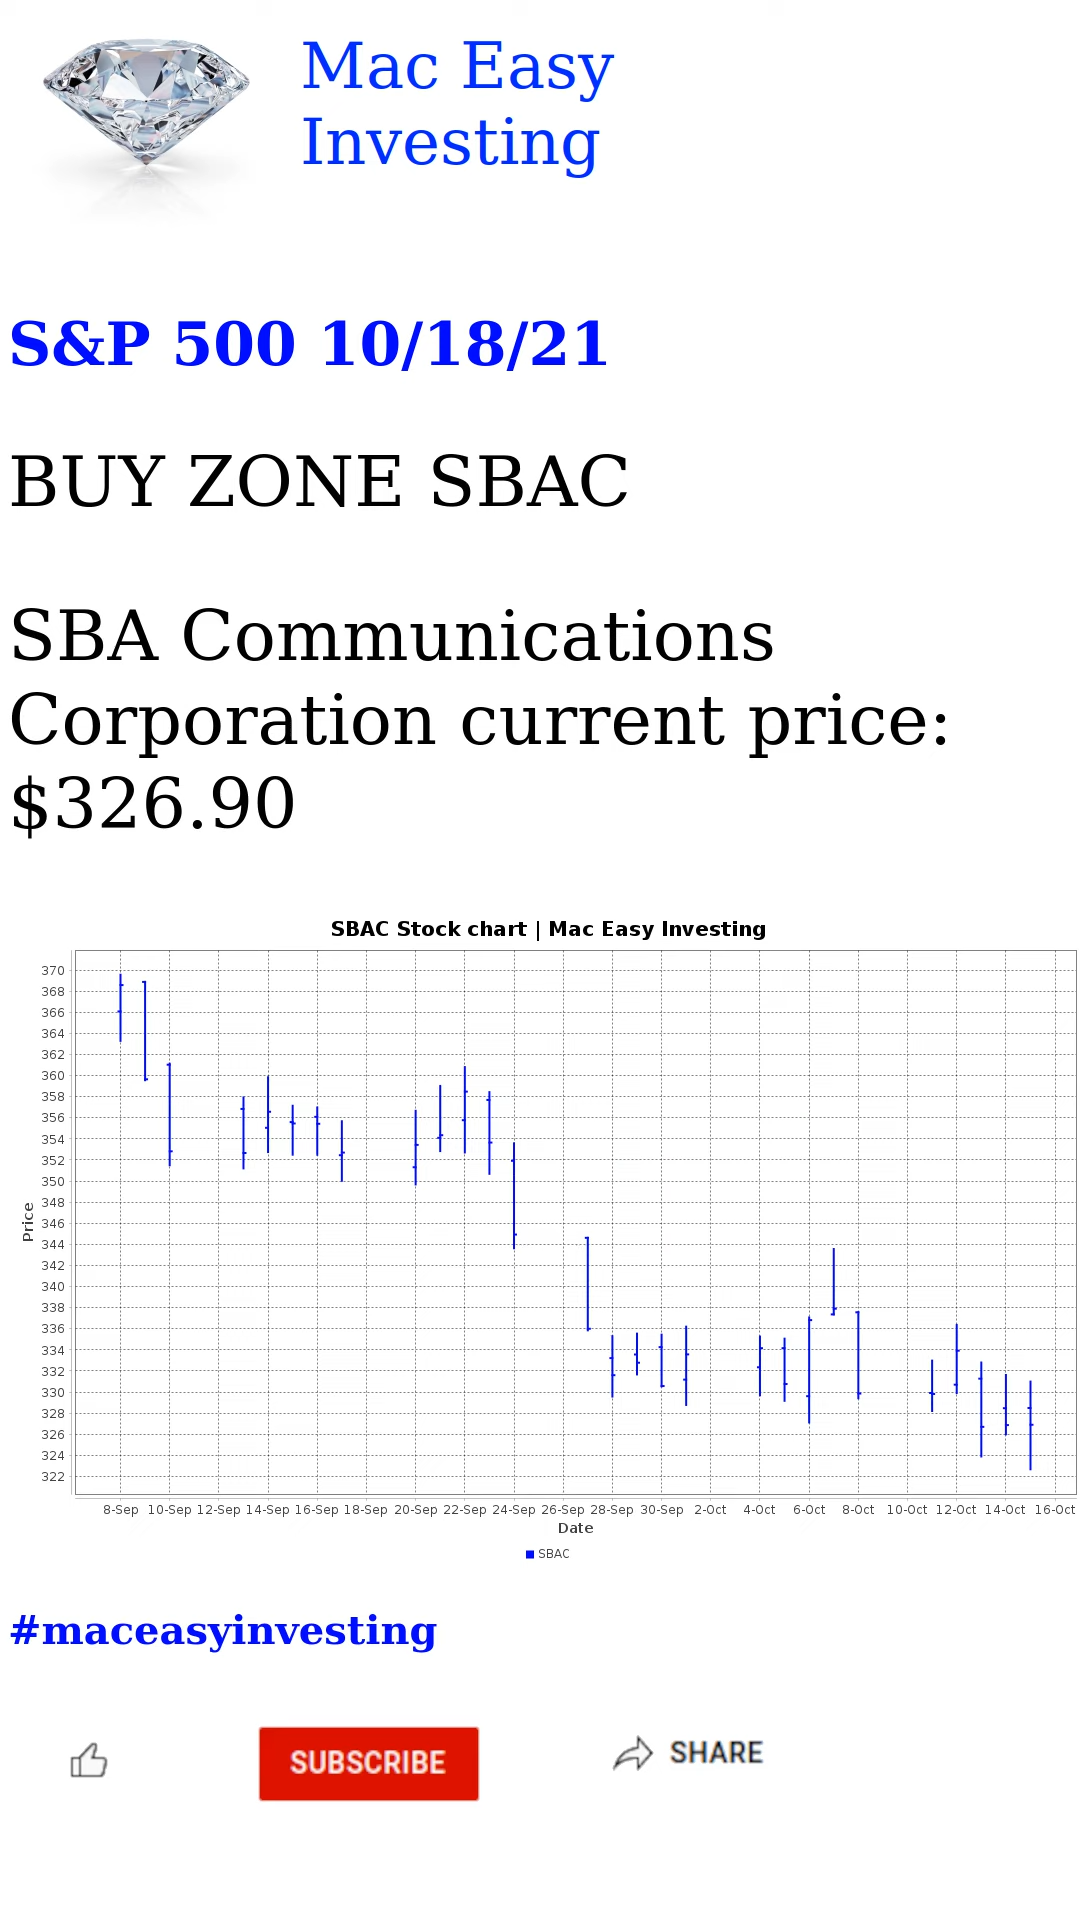 Mac Easy
Investing
S&P 500 10/18/21
BUY ZONE SBAC
SBA Communications
Corporation current price:
$326.90
SBAC Stock chart | Mac Easy Investing
370
368
366
364
362
360
358
356
354
352
350
348
346
344
342
340
338
336
334
332
330
328
326
324
322
Price
8-Sep 10-Sep 12-Sep 14-Sep 16-Sep 18-Sep 20-Sep 22-Sep 24-Sep 26-Sep 28-Sep 30-Sep 2-Oct 4-Oct 6-Oct 8-Oct 10-Oct 12-Oct 14-Oct 16-Oct
Date
SBAC
#maceasyinvesting
SUBSCRIBE
SHARE